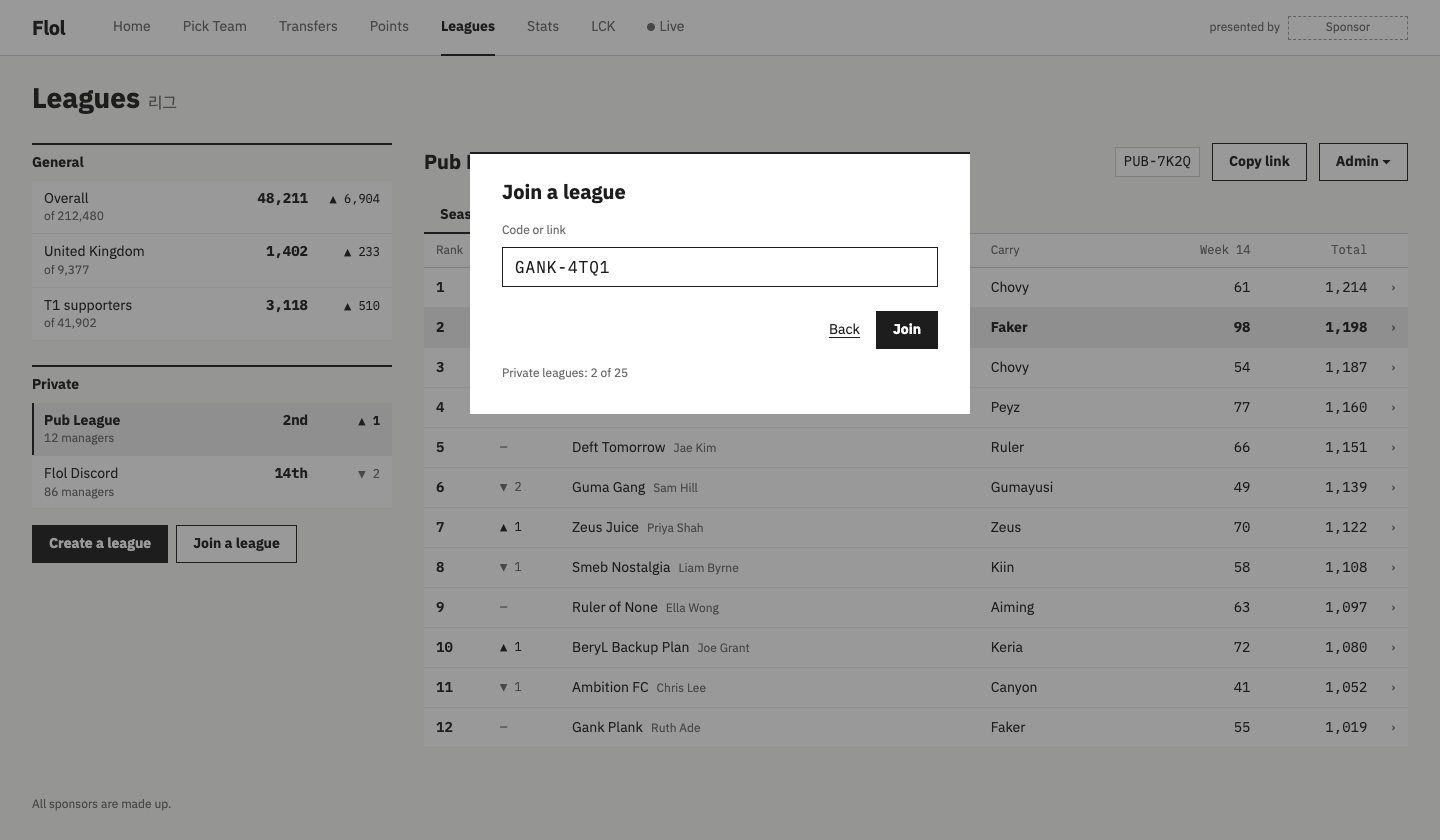 Flol Home Pick Team Transfers Points Leagues Stats LCK Live presented by Sponsor
Leagues 리그
General
Overall 48,211 ▲ 6,904
of 212,480
United Kingdom 1,402 ▲ 233
of 9,377
T1 supporters 3,118 ▲ 510
of 41,902
Private
Pub League 2nd ▲ 1
12 managers
Flol Discord 14th ▼ 2
86 managers
Create a league Join a league
Pub PUB-7K2Q Copy link Admin
Seas
Join a league
Code or link
GANK-4TQ1
Back Join
Private leagues: 2 of 25
Rank Carry Week 14 Total
1 Chovy 61 1,214 ›
2 Faker 98 1,198 ›
3 Chovy 54 1,187 ›
4 Peyz 77 1,160 ›
5 – Deft Tomorrow Jae Kim Ruler 66 1,151 ›
6 ▼ 2 Guma Gang Sam Hill Gumayusi 49 1,139 ›
7 ▲ 1 Zeus Juice Priya Shah Zeus 70 1,122 ›
8 ▼ 1 Smeb Nostalgia Liam Byrne Kiin 58 1,108 ›
9 – Ruler of None Ella Wong Aiming 63 1,097 ›
10 ▲ 1 BeryL Backup Plan Joe Grant Keria 72 1,080 ›
11 ▼ 1 Ambition FC Chris Lee Canyon 41 1,052 ›
12 – Gank Plank Ruth Ade Faker 55 1,019 ›
All sponsors are made up.